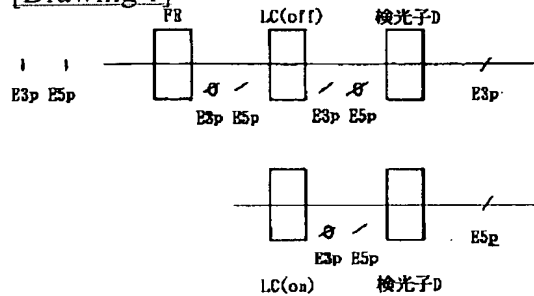 [Drawing 7]
FR LC(off) 検光子D
E3p E5p E3p E5p E3p E5p E3p
E3p E5p E5p
LC(on) 検光子D